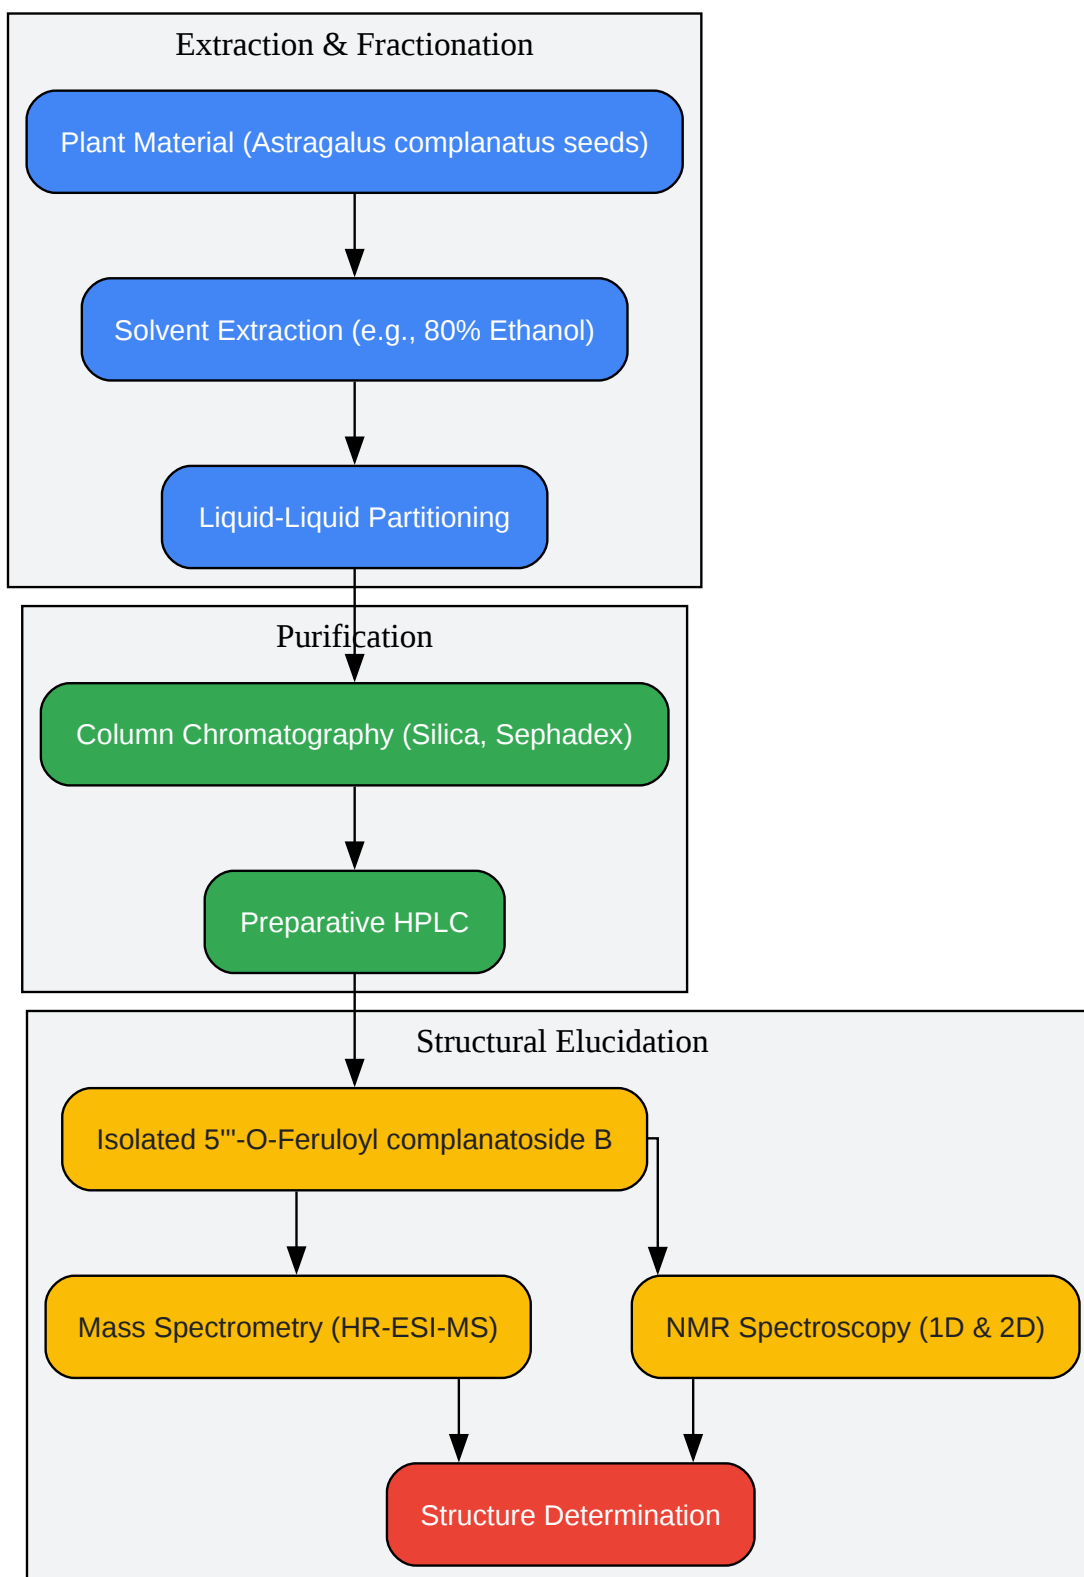 Extraction & Fractionation
Plant Material (Astragalus complanatus seeds)
Solvent Extraction (e.g., 80% Ethanol)
Liquid-Liquid Partitioning
Purification
Column Chromatography (Silica, Sephadex)
Preparative HPLC
Structural Elucidation
Isolated 5'''-O-Feruloyl complanatoside B
Mass Spectrometry (HR-ESI-MS)
NMR Spectroscopy (1D & 2D)
Structure Determination